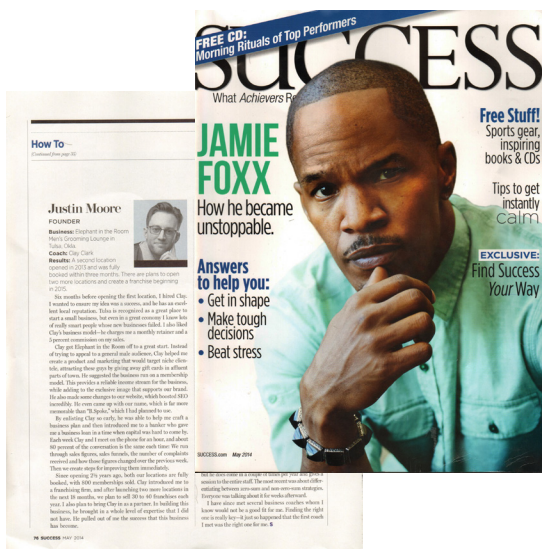 FREE CD:
Morning Rituals of Top Performers
SUCCESS
What Achievers
JAMIE
FOXX
How he became
unstoppable.
Answers
to help you:
• Get in shape
• Make tough
decisions
• Beat stress
Free Stuff!
Sports gear,
inspiring
books & CDs
Tips to get
instantly
calm
EXCLUSIVE:
Find Success
Your Way
SUCCESS.com May 2014
How To
(Continued from page 76)
Justin Moore
FOUNDER
Business: Elephant in the Room
Men's Grooming Lounge in
Tulsa, Okla.
Coach: Clay Clark
Results: A second location
opened in 2013 and was fully
booked within three months. There are plans to open
two more locations and create a franchise beginning
in 2015.
Six months before opening the first location, I hired Clay.
I wanted to ensure my idea was a success, and he has an excel-
lent local reputation. Tulsa is recognized as a great place to
start a small business, but even in a great economy I know lots
of really smart people whose new businesses failed. I also liked
Clay's business model—he charges me a monthly retainer and a
5 percent commission on my sales.
Clay got Elephant in the Room off to a great start. Instead
of trying to appeal to a general male audience, Clay helped me
create a product and marketing that would target niche clien-
tele, attracting these guys by giving away gift cards in affluent
parts of town. He suggested the business run on a membership
model. This provides a reliable income stream for the business,
while adding to the exclusive image that supports our brand.
He also made some changes to our website, which boosted SEO
incredibly. He even came up with our name, which is far more
memorable than "B.Spoke," which I had planned to use.
By enlisting Clay so early, he was able to help me craft a
business plan and then introduced me to a banker who gave
me a business loan in a time when capital was hard to come by.
Each week Clay and I meet on the phone for an hour, and about
80 percent of the conversation is the same each time: We run
through sales figures, sales funnels, the number of complaints
received and how those figures changed over the previous week.
Then we create steps for improving them immediately.
Since opening 2½ years ago, both our locations are fully
booked, with 600 memberships sold. Clay introduced me to
a franchising firm, and after launching two more locations in
the next 18 months, we plan to sell 30 to 40 franchises each
year. I also plan to bring Clay in as a partner. In building this
business, he brought in a whole level of expertise that I did
not have. He pulled out of me the success that this business
has become.
78 SUCCESS MAY 2014
but he does come in a couple of times per year and gives a
session to the entire staff. The most recent was about differ-
entiating between zero-sum and non-zero-sum strategies.
Everyone was talking about it for weeks afterward.
I have since met several business coaches whom I
know would not be a good fit for me. Finding the right
one is really key—it just so happened that the first coach
I met was the right one for me. S